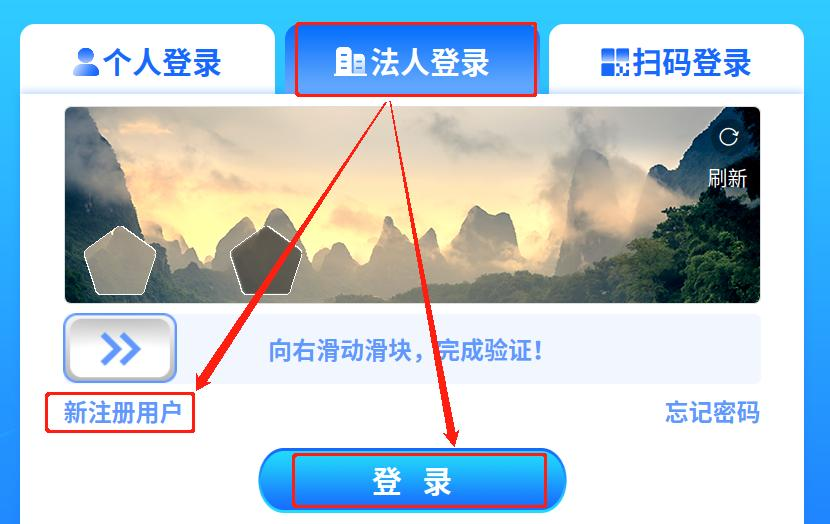 个人登录
法人登录
扫码登录
刷新
向右滑动滑块，完成验证！
新注册用户
忘记密码
登 录